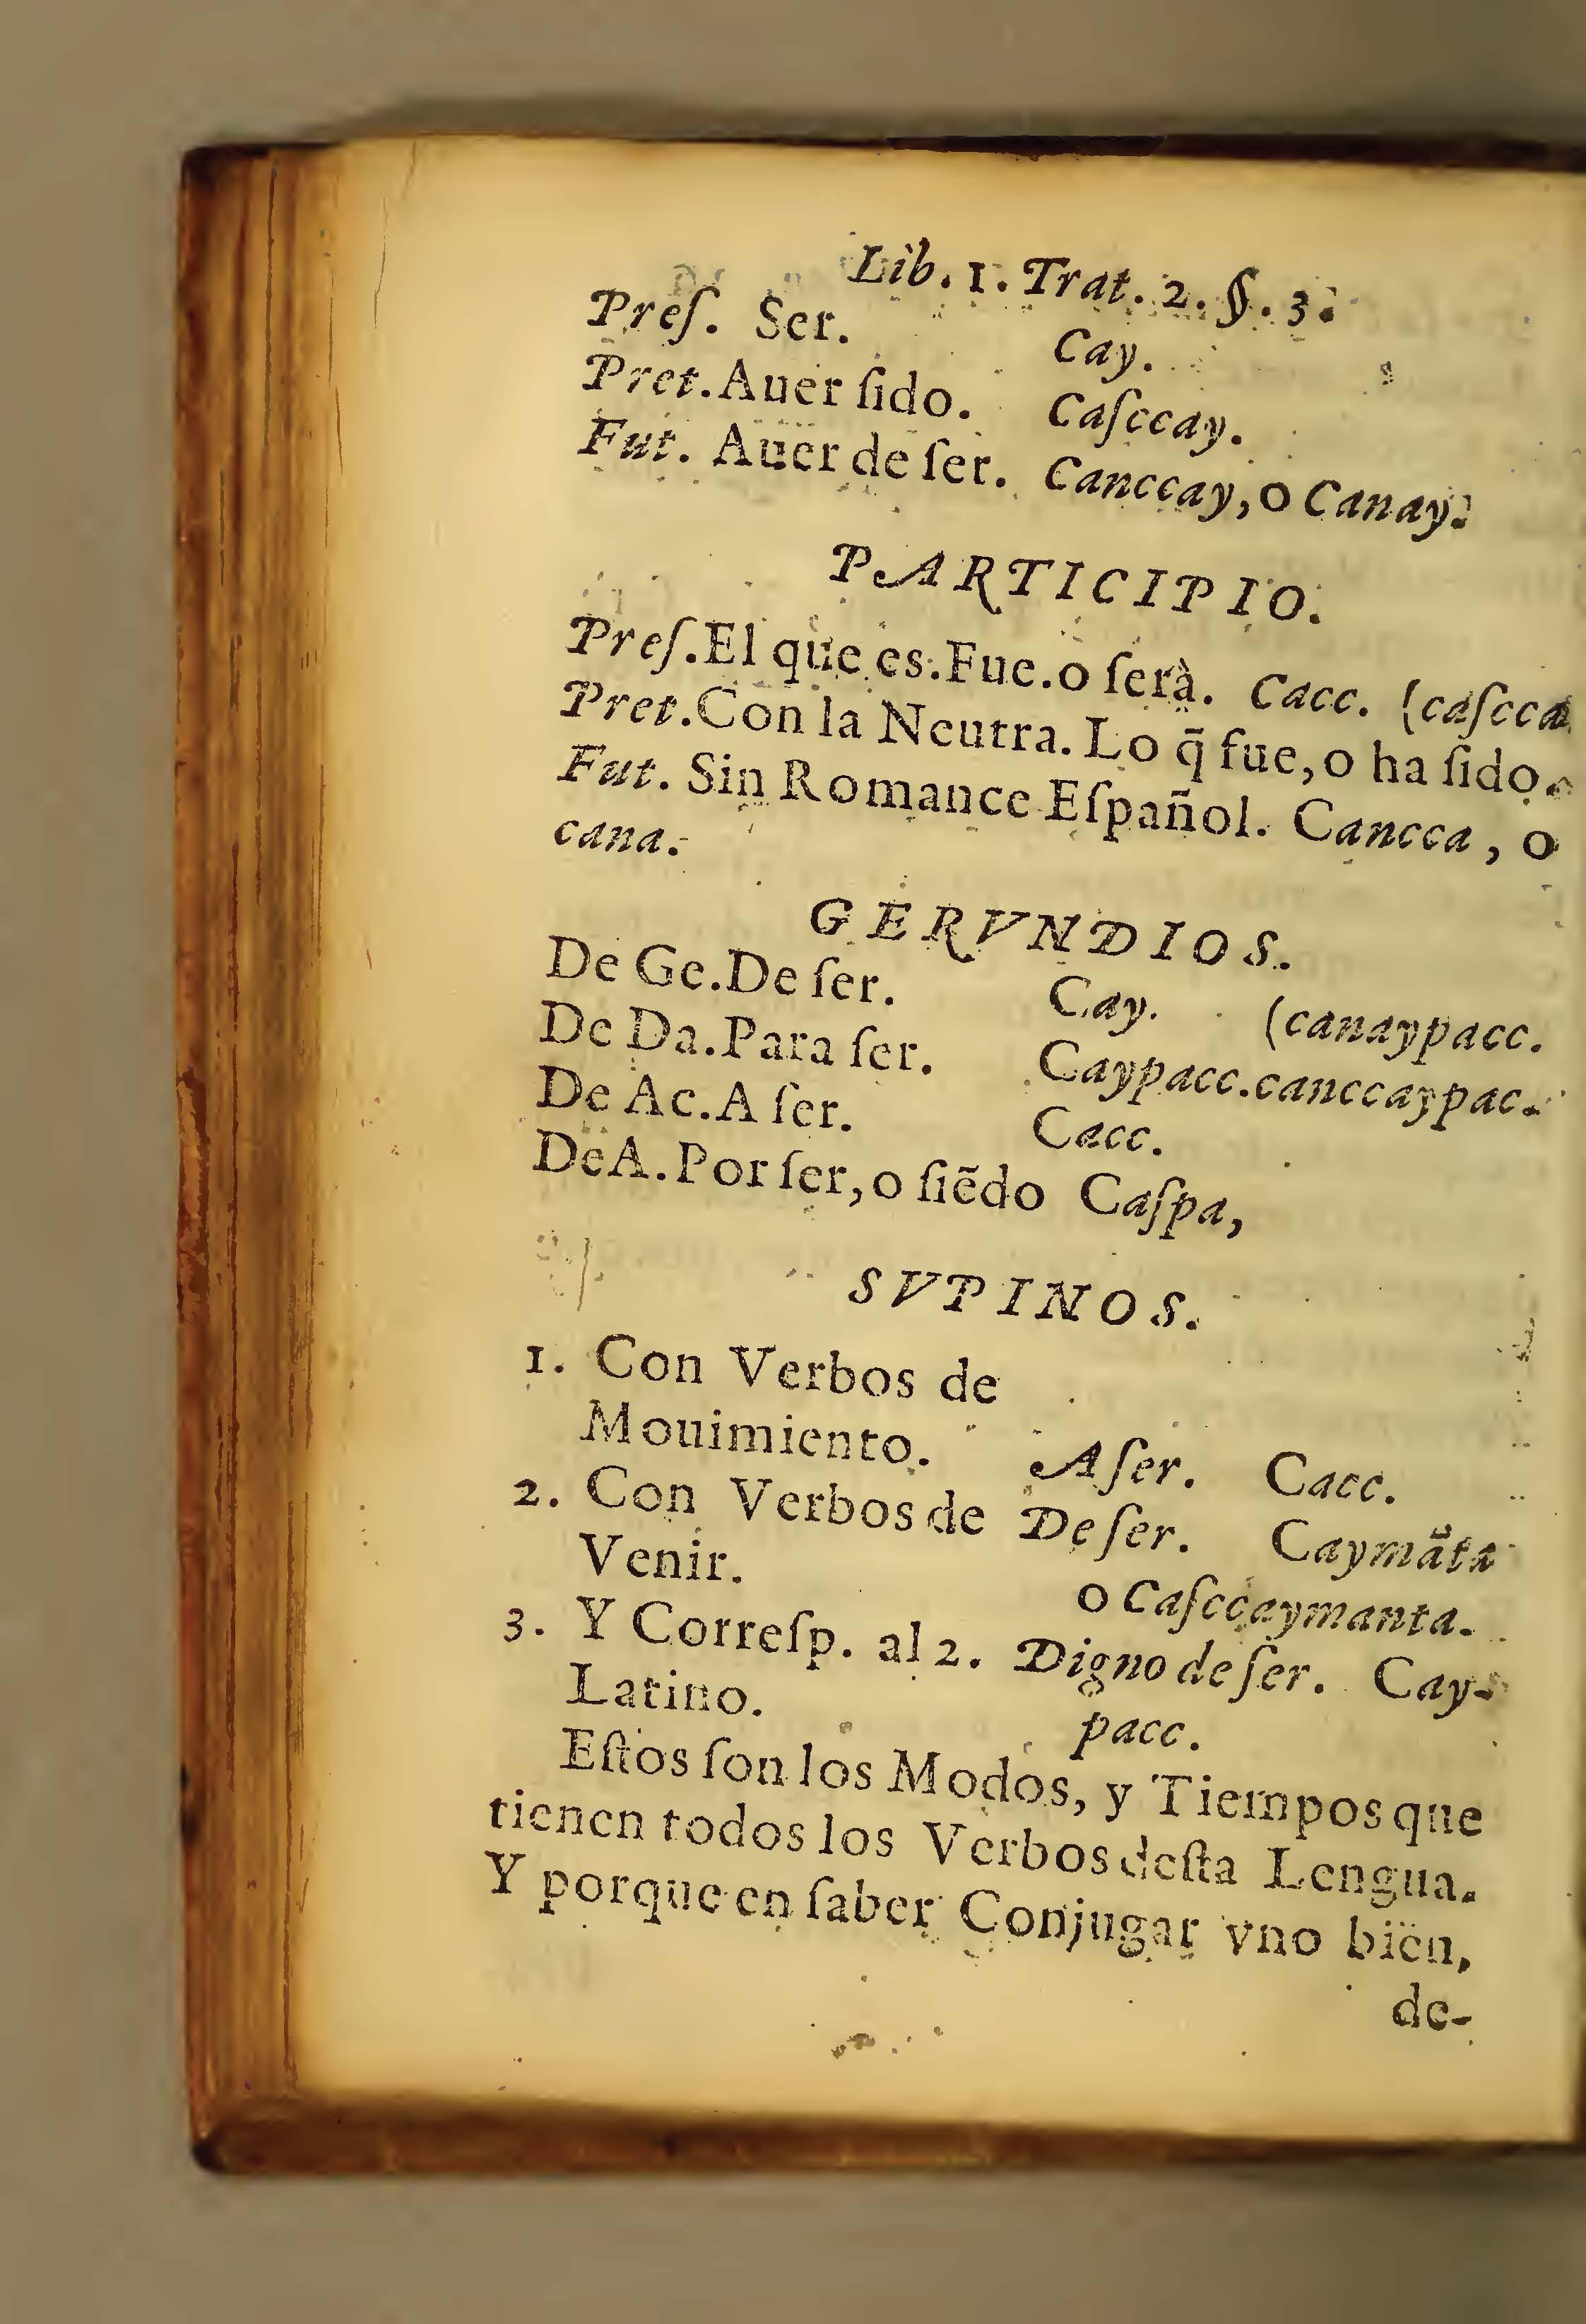 Lib. 1. Trat. 2. §. 3.
Preſ. Ser. Cay.
Pret. Auer ſido. Caſccay.
Fut. Auer de ſer. Canccay, o Canay.
PARTICIPIO.
Preſ. El que es. Fue. o ſerà. Cacc. (caſcca
Pret. Con la Neutra. Lo q̃ fue, o ha ſido.
Fut. Sin Romance Eſpañol. Cancca, o
cana.
GERVNDIOS.
De Ge. De ſer. Cay. (canaypacc.
De Da. Para ſer. Caypacc. canccaypac.
De Ac. A ſer. Cacc.
De A. Por ſer, o ſiẽdo Caſpa,
SVPINOS.
1. Con Verbos de
Mouimiento. A ſer. Cacc.
2. Con Verbos de De ſer. Caymãta
Venir. o Caſccaymanta.
3. Y Correſp. al 2. Digno de ſer. Cay-
Latino. pacc.
Eſtos ſon los Modos, y Tiempos que
tienen todos los Verbos deſta Lengua.
Y porque en ſaber Conjugar vno bien,
de-